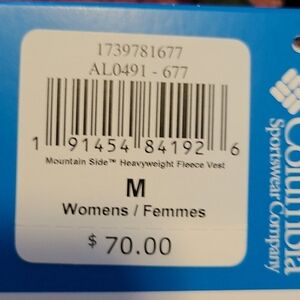 1739781677
AL0491 - 677
1 91454 84192 6
Mountain Side™ Heavyweight Fleece Vest
M
Womens / Femmes
$ 70.00
Columbia
Sportswear Company